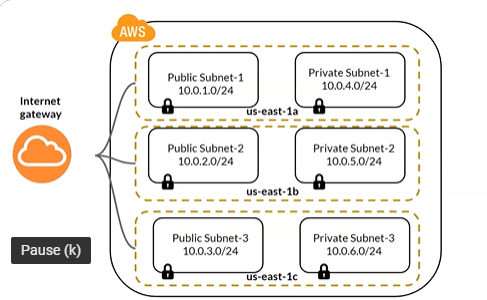 AWS
Public Subnet-1
10.0.1.0/24
Private Subnet-1
10.0.4.0/24
us-east-1a
Internet
gateway
Public Subnet-2
10.0.2.0/24
Private Subnet-2
10.0.5.0/24
us-east-1b
Public Subnet-3
10.0.3.0/24
Private Subnet-3
10.0.6.0/24
us-east-1c
Pause (k)